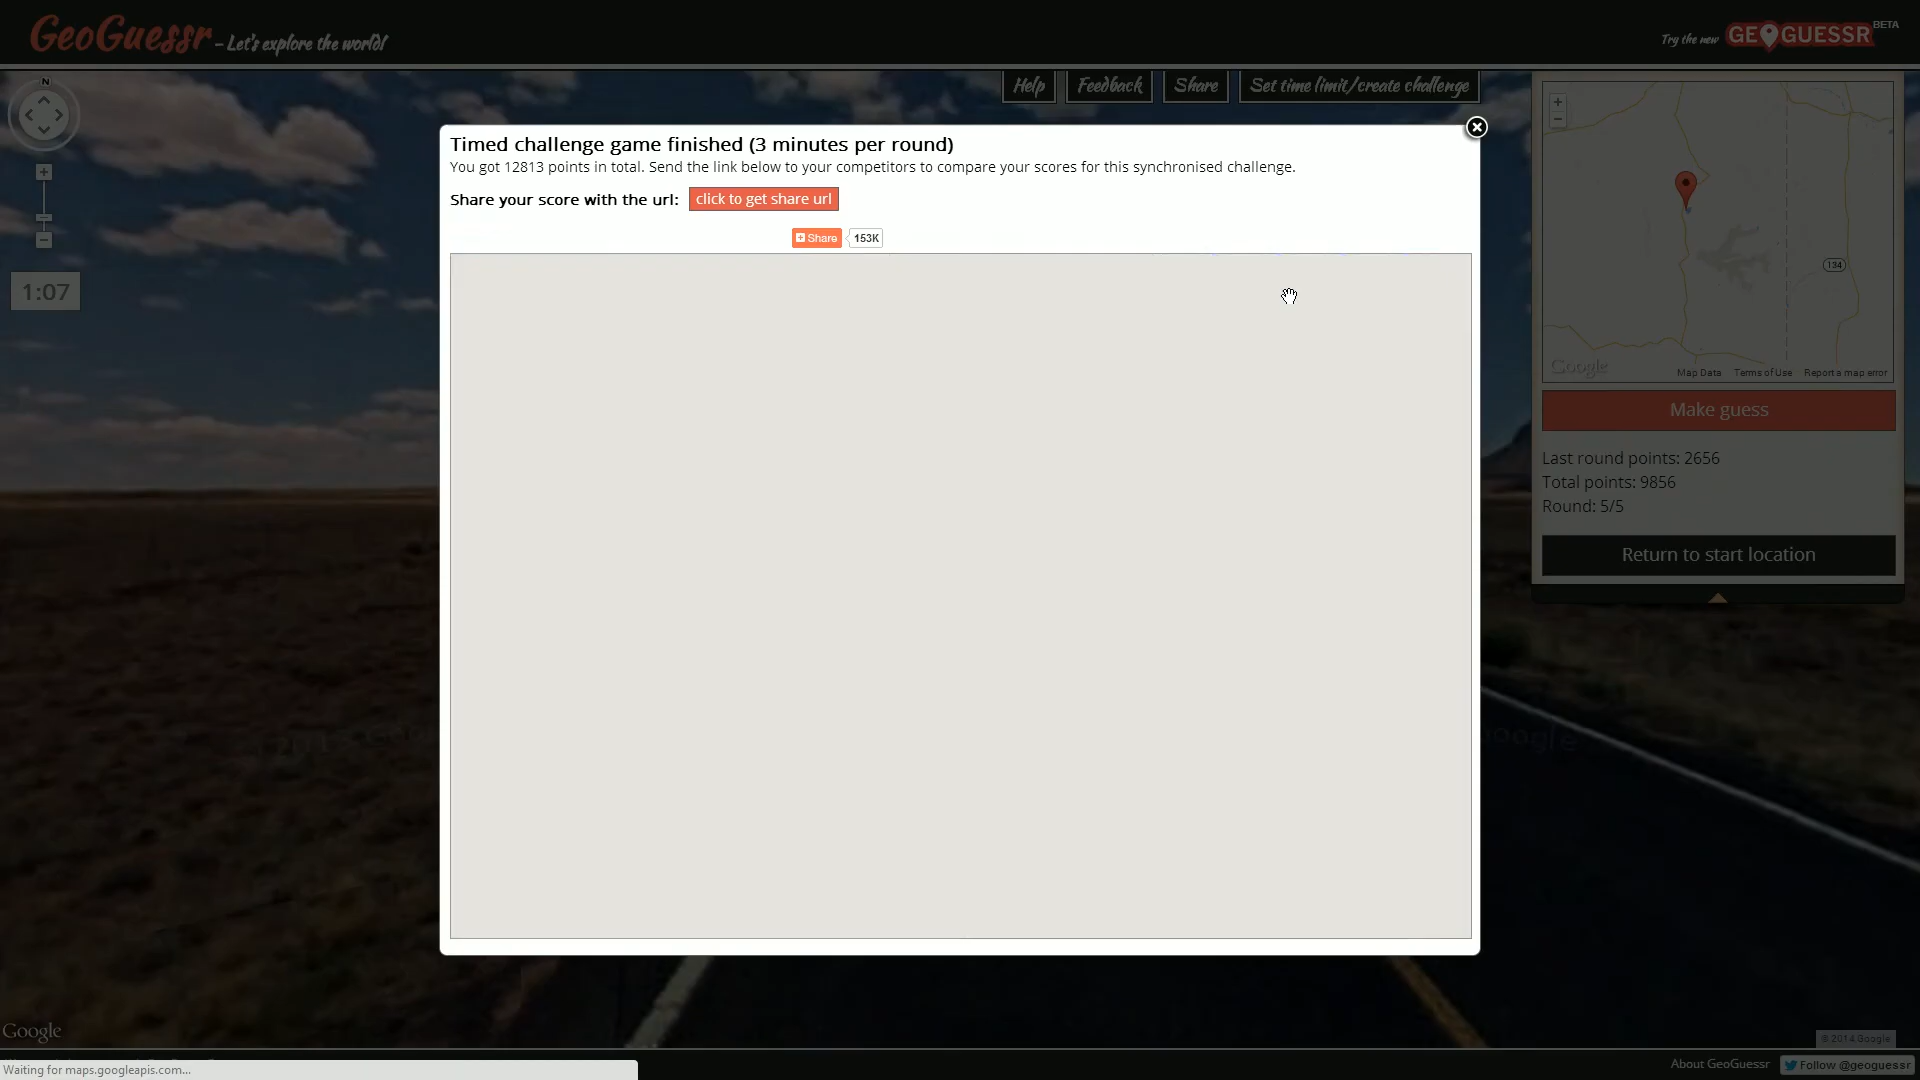 GeoGuessr - Let's explore the world!
Try the new GEOGUESSR BETA
Help Feedback Share Set time limit/create challenge
N
1:07
Timed challenge game finished (3 minutes per round)
You got 12813 points in total. Send the link below to your competitors to compare your scores for this synchronised challenge.
Share your score with the url: click to get share url
Share 153K
134
Google Map Data Terms of Use Report a map error
Make guess
Last round points: 2656
Total points: 9856
Round: 5/5
Return to start location
Google
© 2014 Google
Waiting for maps.googleapis.com...
About GeoGuessr Follow @geoguessr